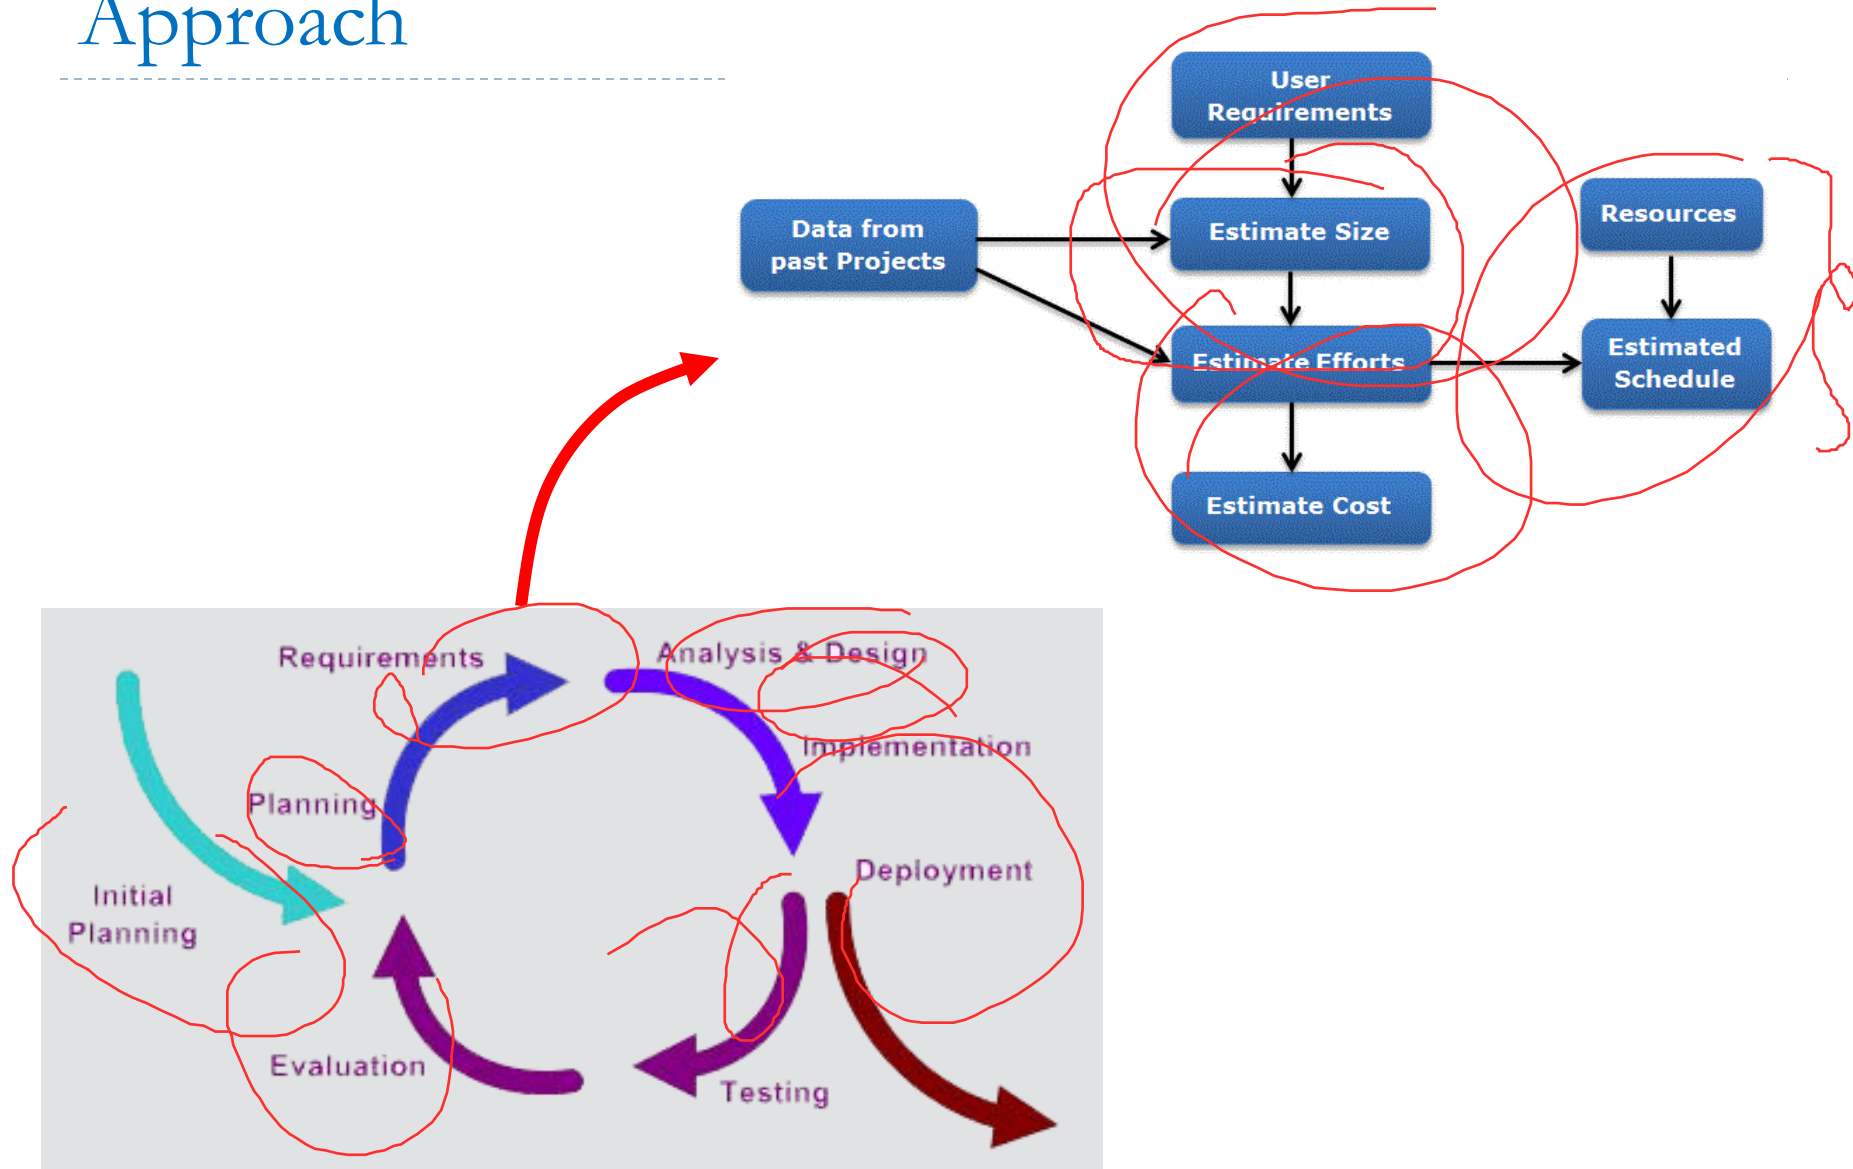 Approach
User
Requirements
Data from
past Projects
Estimate Size
Resources
Estimate Efforts
Estimated
Schedule
Estimate Cost
Requirements
Analysis & Design
Implementation
Planning
Deployment
Initial
Planning
Evaluation
Testing